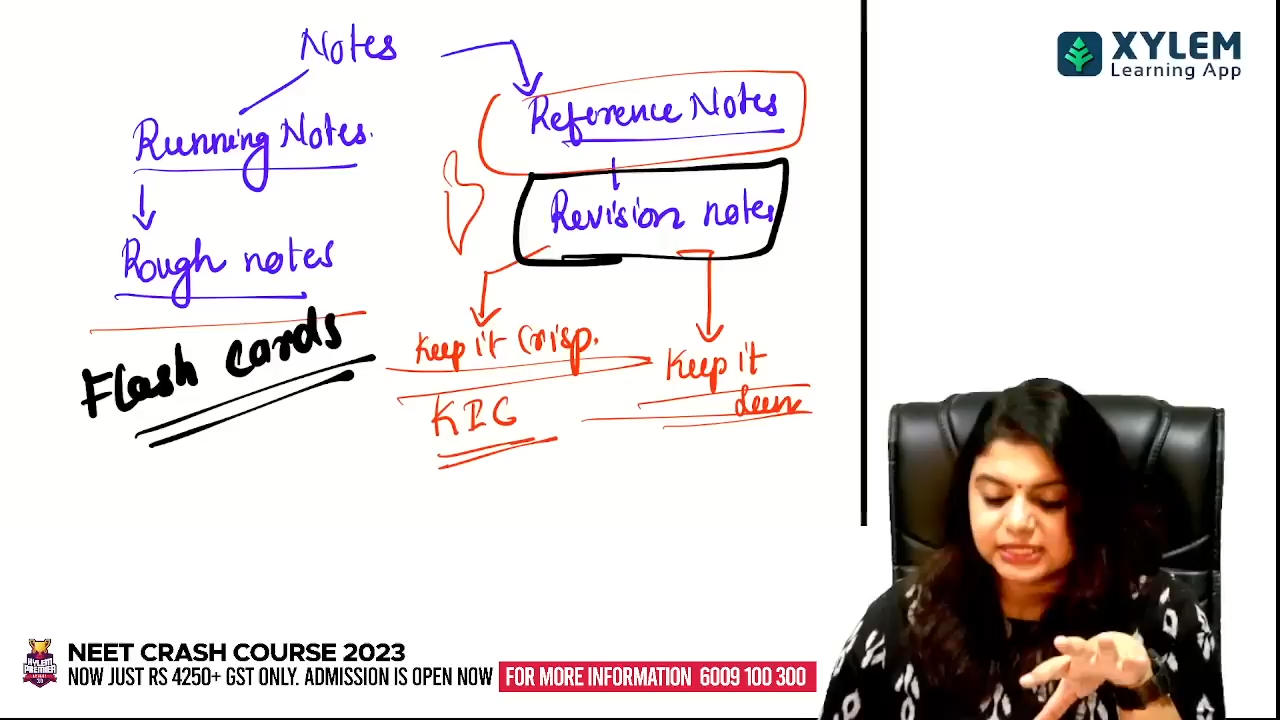 Notes
Running Notes.
Rough notes
Flash cards
Reference Notes
Revision notes
Keep it Crisp.
Keep it
XYLEM
Learning App
NEET CRASH COURSE 2023
NOW JUST RS 4250+ GST ONLY. ADMISSION IS OPEN NOW
FOR MORE INFORMATION 6009 100 300